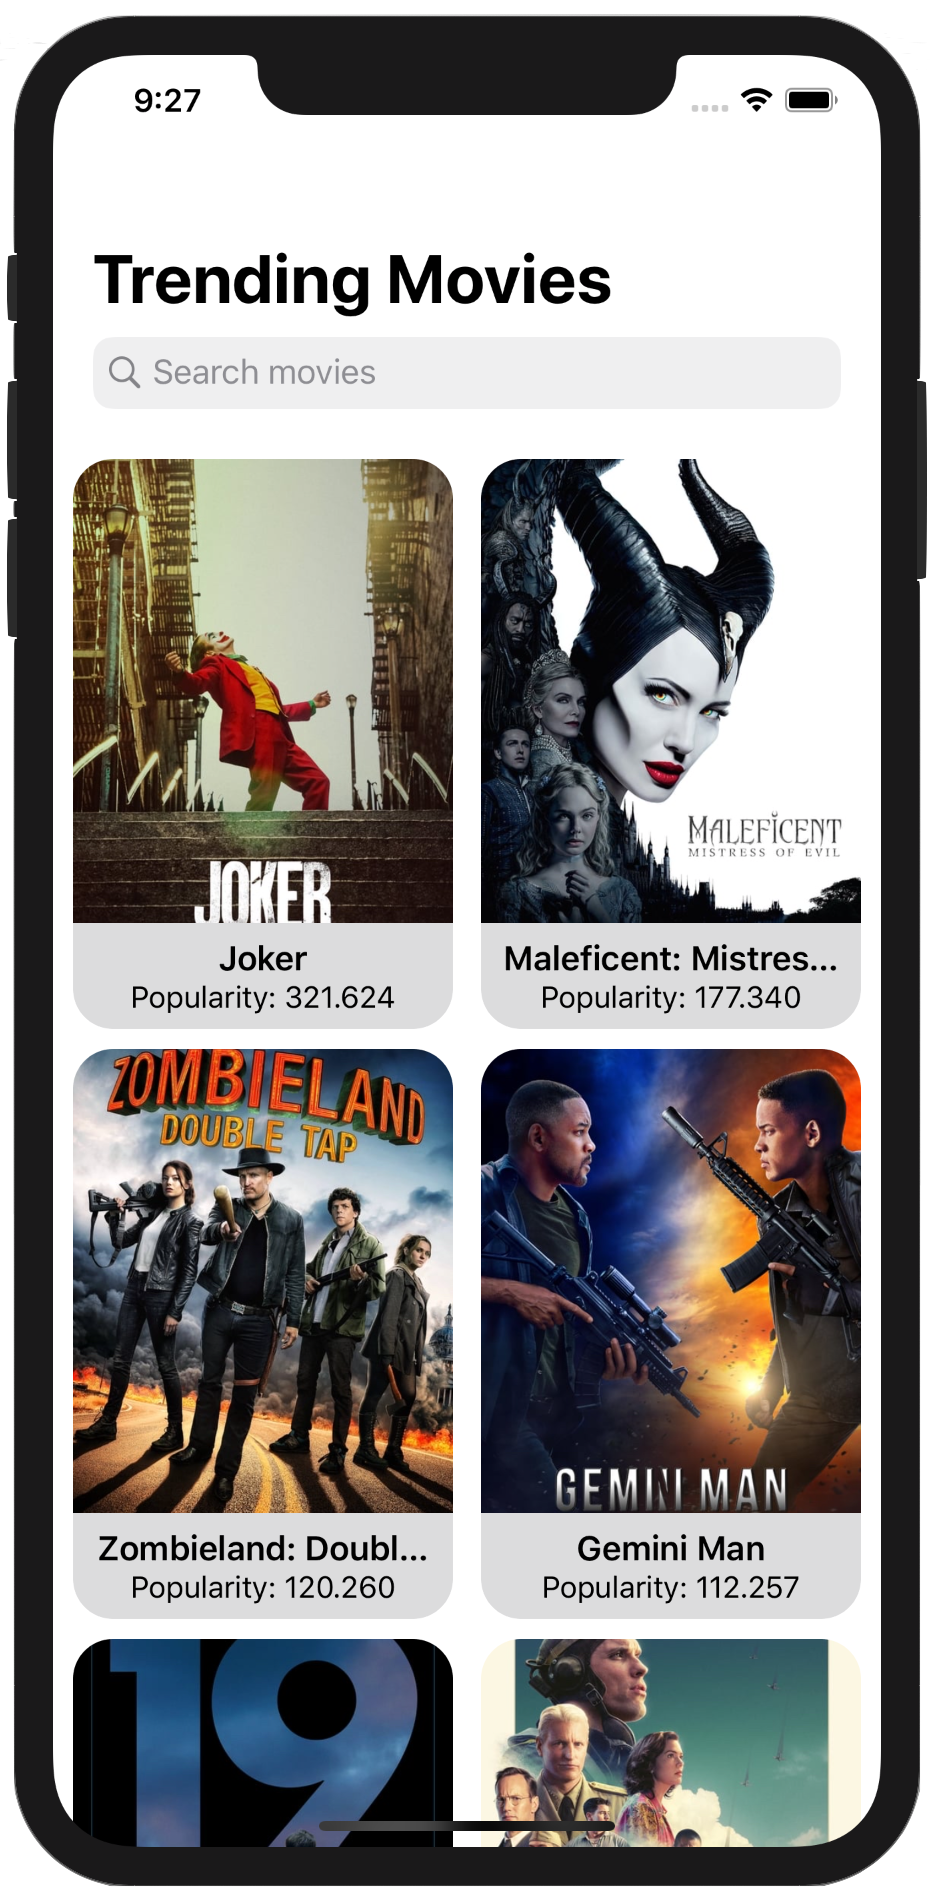 9:27
Trending Movies
Search movies
JOKER
MALEFICENT
MISTRESS OF EVIL
Joker
Maleficent: Mistres...
Popularity: 321.624
Popularity: 177.340
ZOMBIELAND
DOUBLE TAP
GEMINI MAN
Zombieland: Doubl...
Gemini Man
Popularity: 120.260
Popularity: 112.257
19